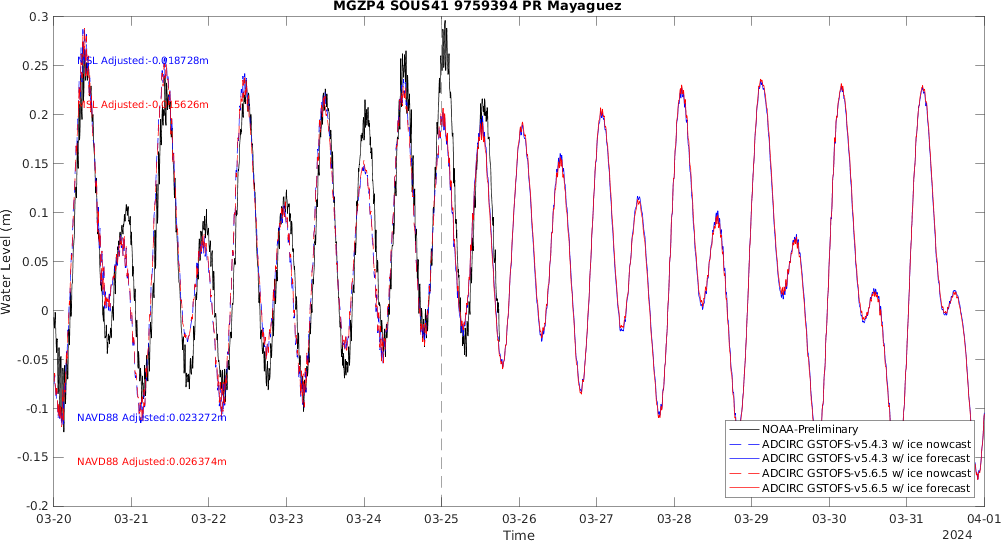 MGZP4 SOUS41 9759394 PR Mayaguez
0.3
0.25
0.2
0.15
0.1
0.05
0
-0.05
-0.1
-0.15
-0.2
Water Level (m)
MSL Adjusted:-0.018728m
MSL Adjusted:-0.015626m
NAVD88 Adjusted:0.023272m
NAVD88 Adjusted:0.026374m
NOAA-Preliminary
ADCIRC GSTOFS-v5.4.3 w/ ice nowcast
ADCIRC GSTOFS-v5.4.3 w/ ice forecast
ADCIRC GSTOFS-v5.6.5 w/ ice nowcast
ADCIRC GSTOFS-v5.6.5 w/ ice forecast
03-20 03-21 03-22 03-23 03-24 03-25 03-26 03-27 03-28 03-29 03-30 03-31 04-01
Time
2024